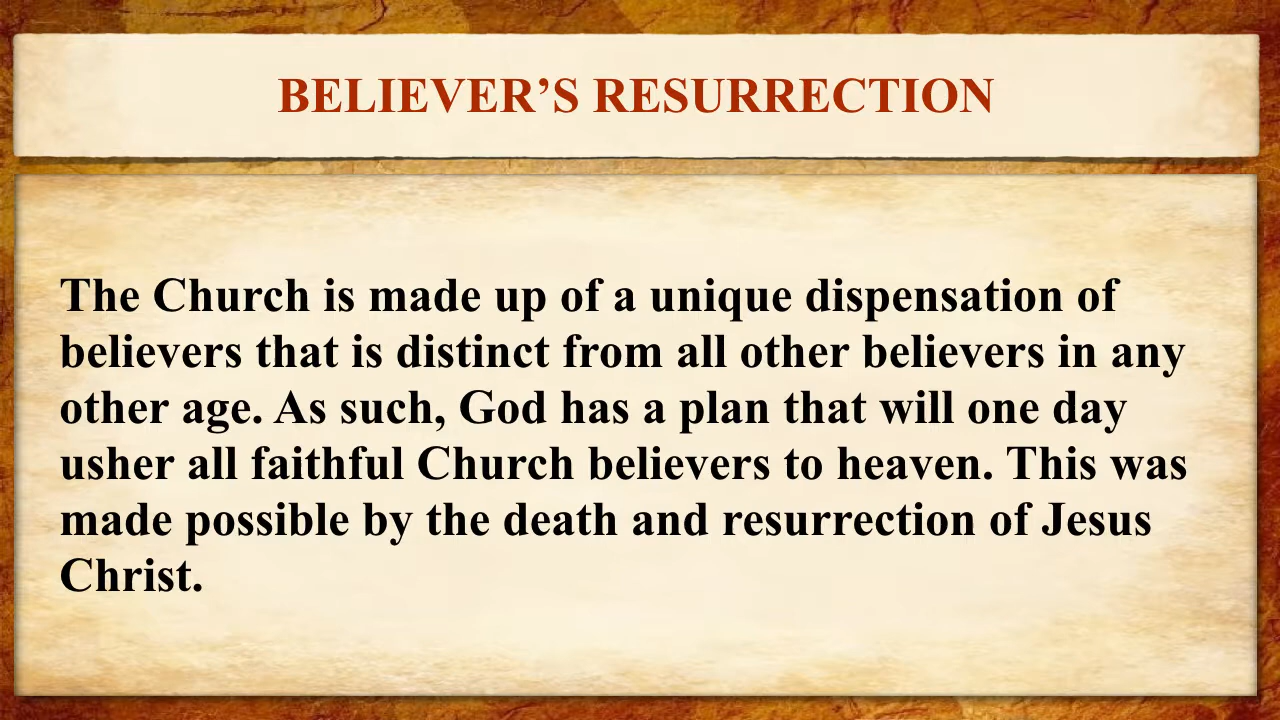 BELIEVER’S RESURRECTION
The Church is made up of a unique dispensation of
believers that is distinct from all other believers in any
other age. As such, God has a plan that will one day
usher all faithful Church believers to heaven. This was
made possible by the death and resurrection of Jesus
Christ.